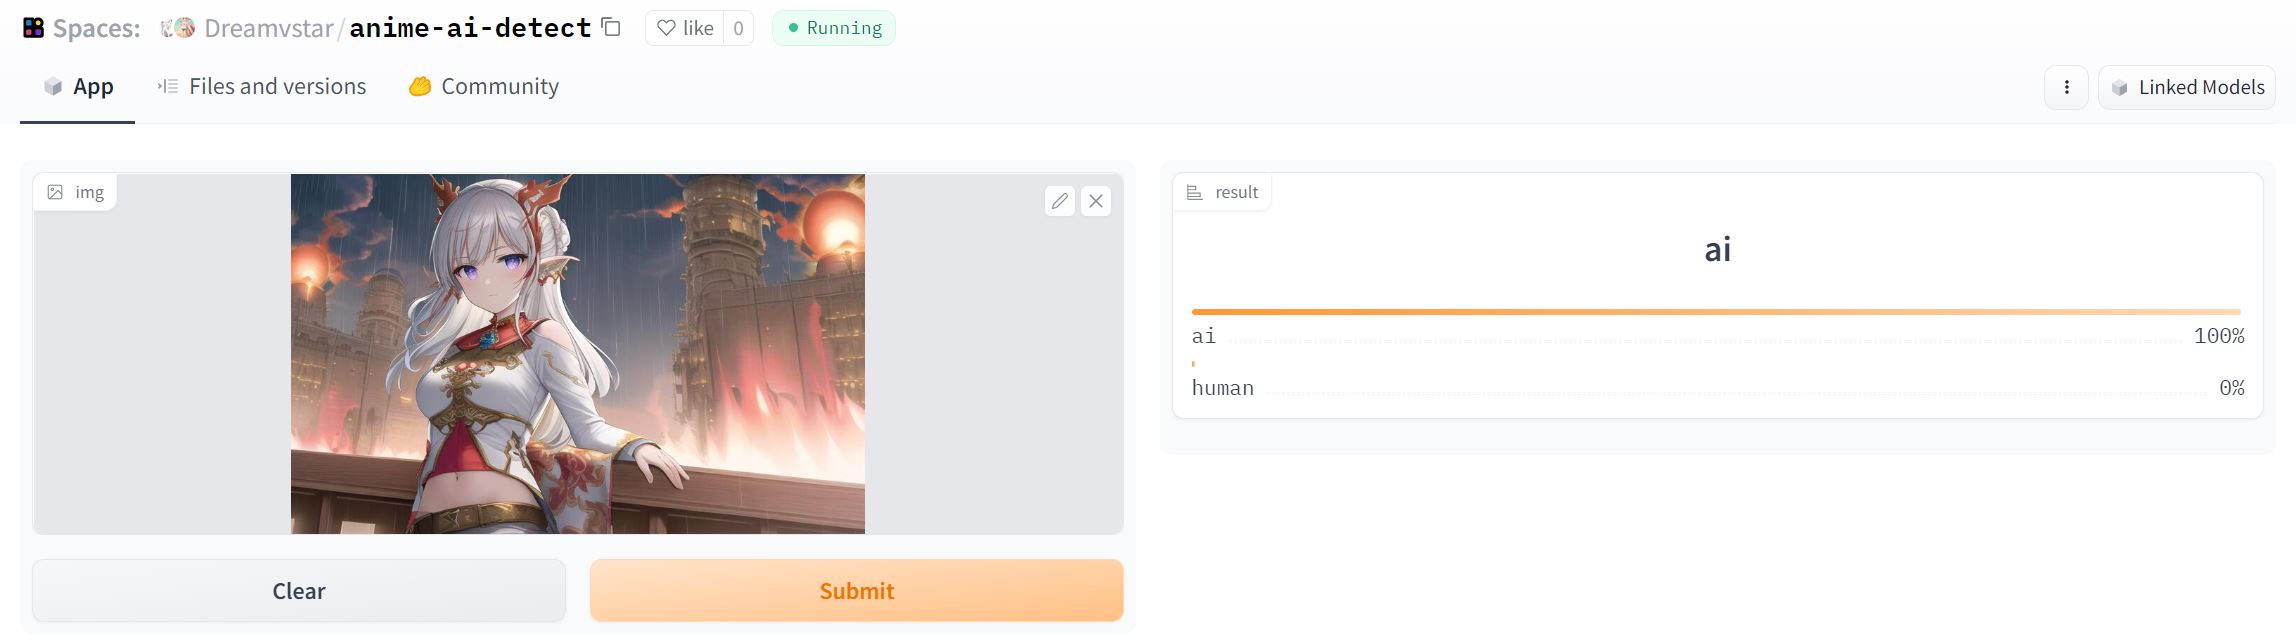 Spaces: Dreamvstar/anime-ai-detect like 0 Running
App Files and versions Community Linked Models
img
result
ai
ai 100%
human 0%
Clear Submit